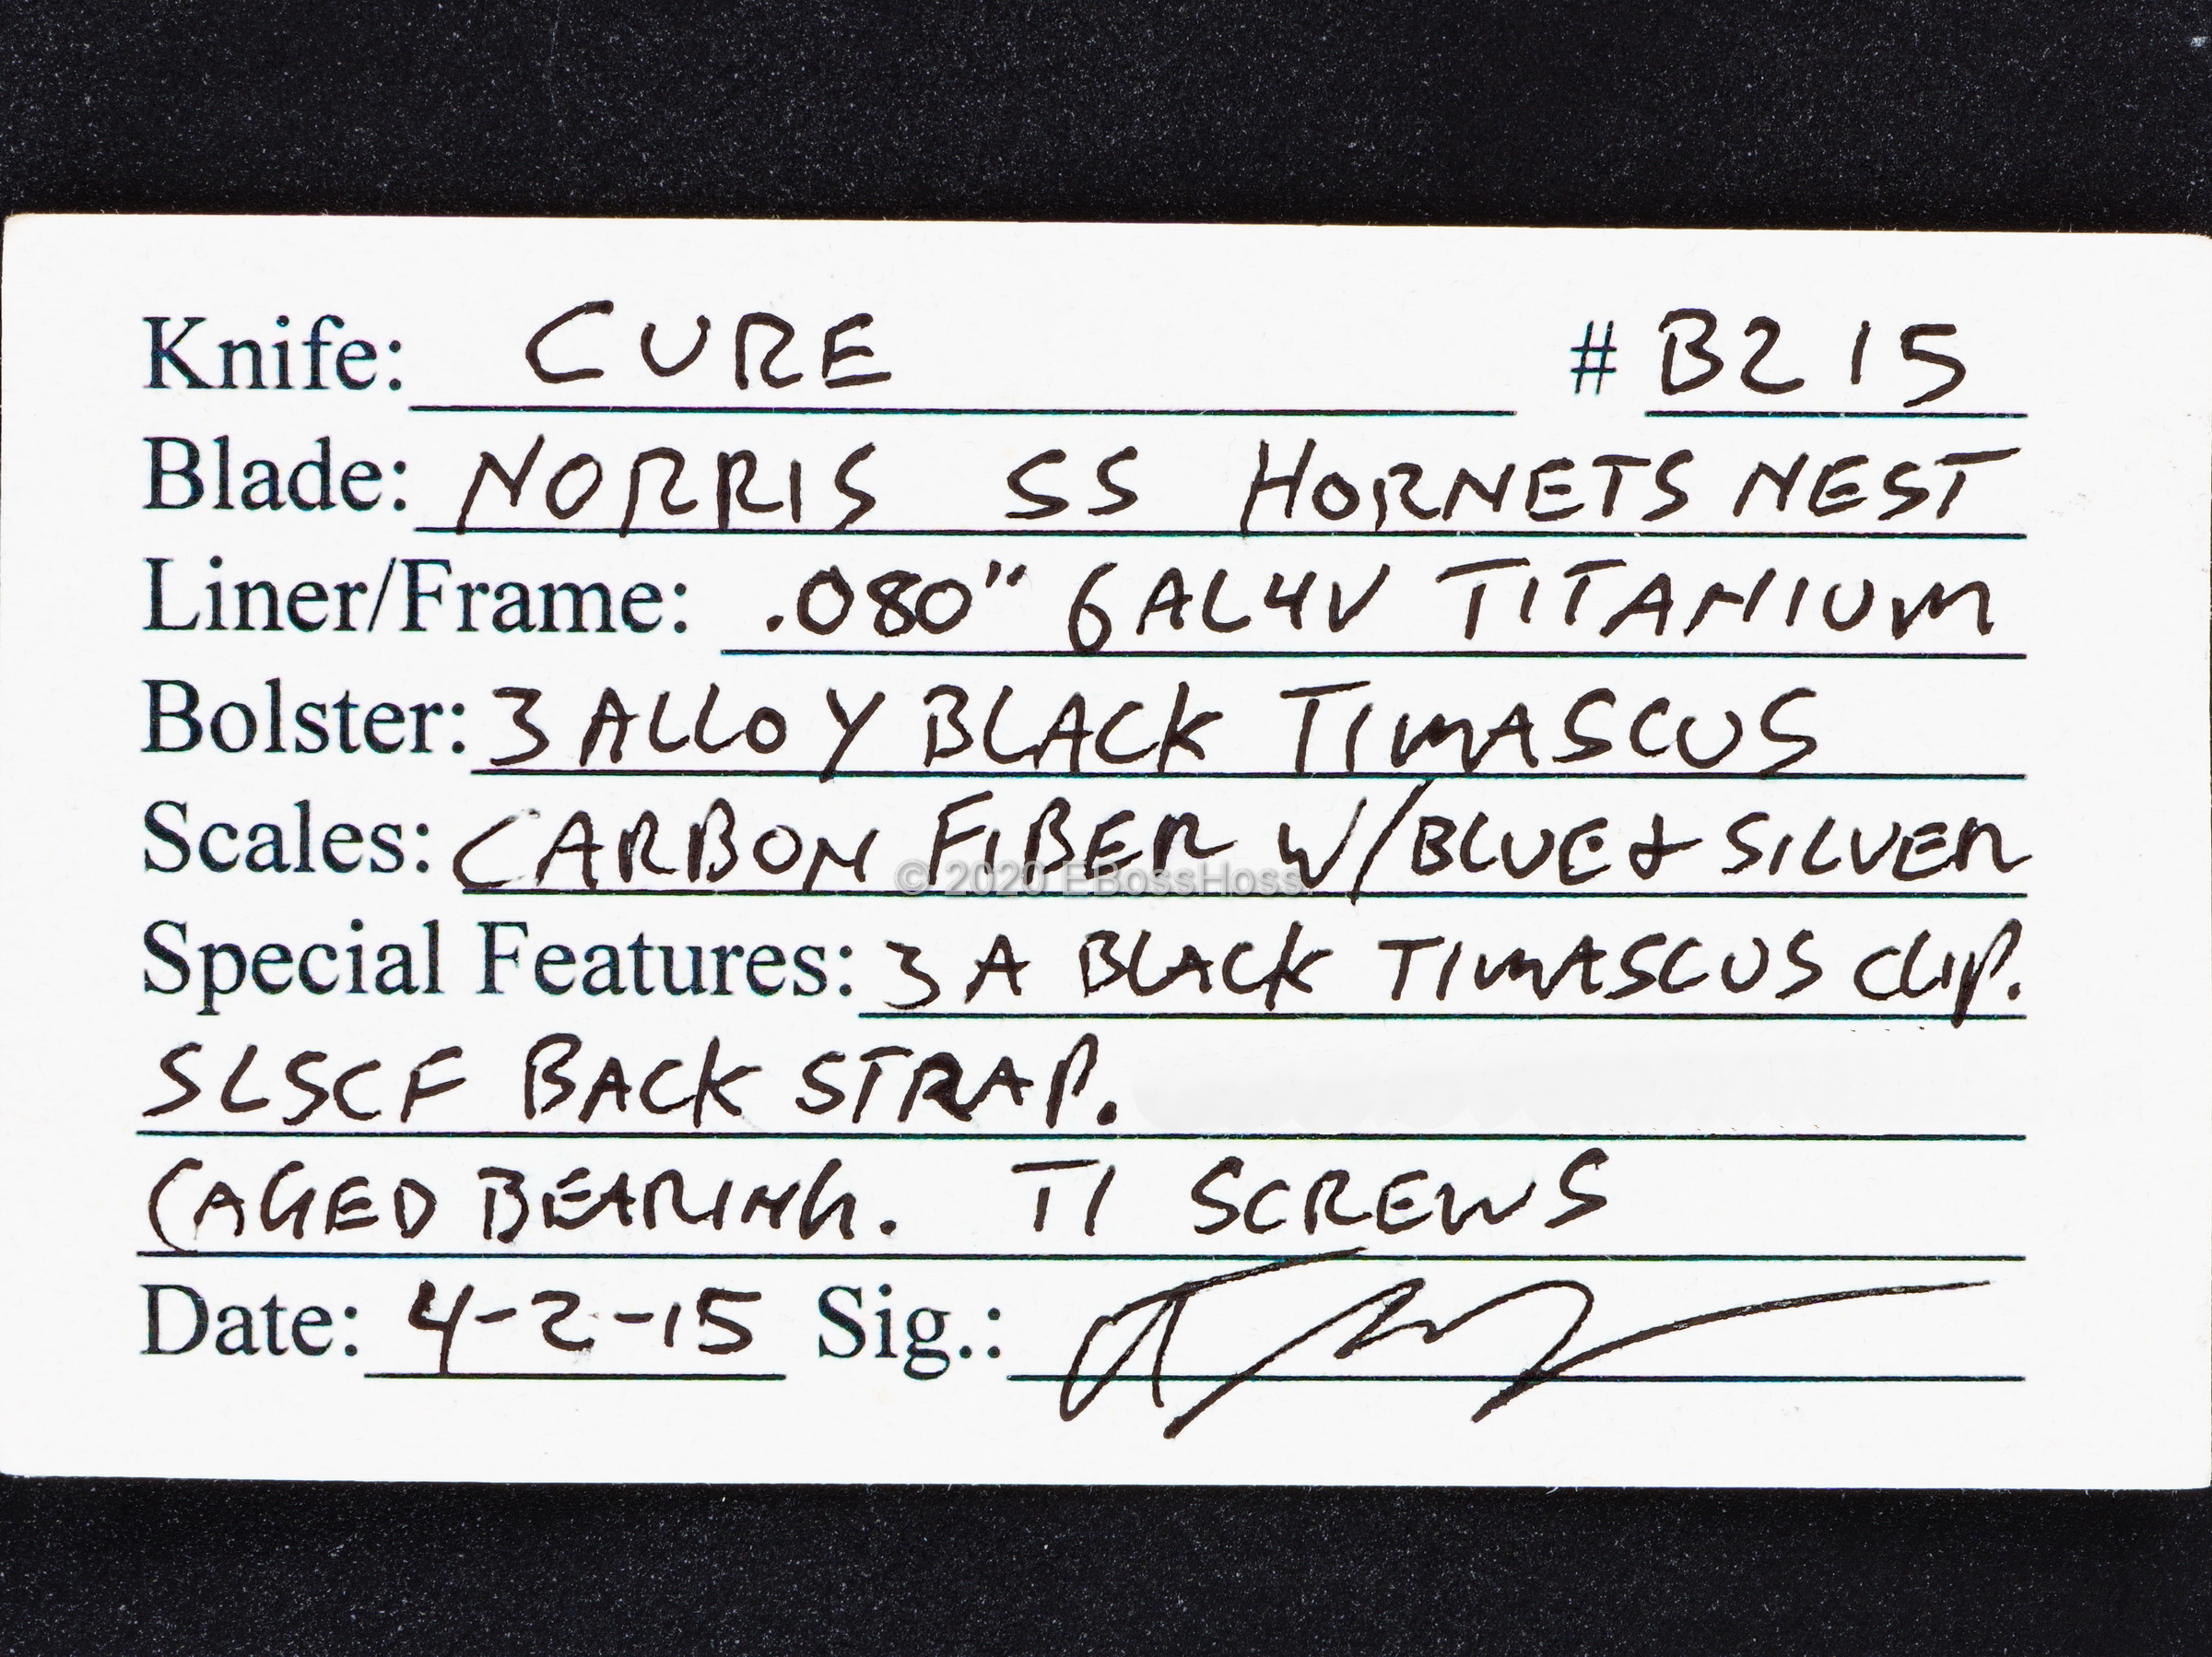 Knife: CURE # B215
Blade: NORRIS SS HORNETS NEST
Liner/Frame: .080" 6AL4V TITANIUM
Bolster: 3 ALLOY BLACK TIMASCUS
Scales: CARBON FIBER W/BLUE & SILVER
© 2020 EBossHoss
Special Features: 3 A BLACK TIMASCUS CLIP.
SLSCF BACK STRAP.
CAGED BEARING. TI SCREWS
Date: 4-2-15 Sig.: